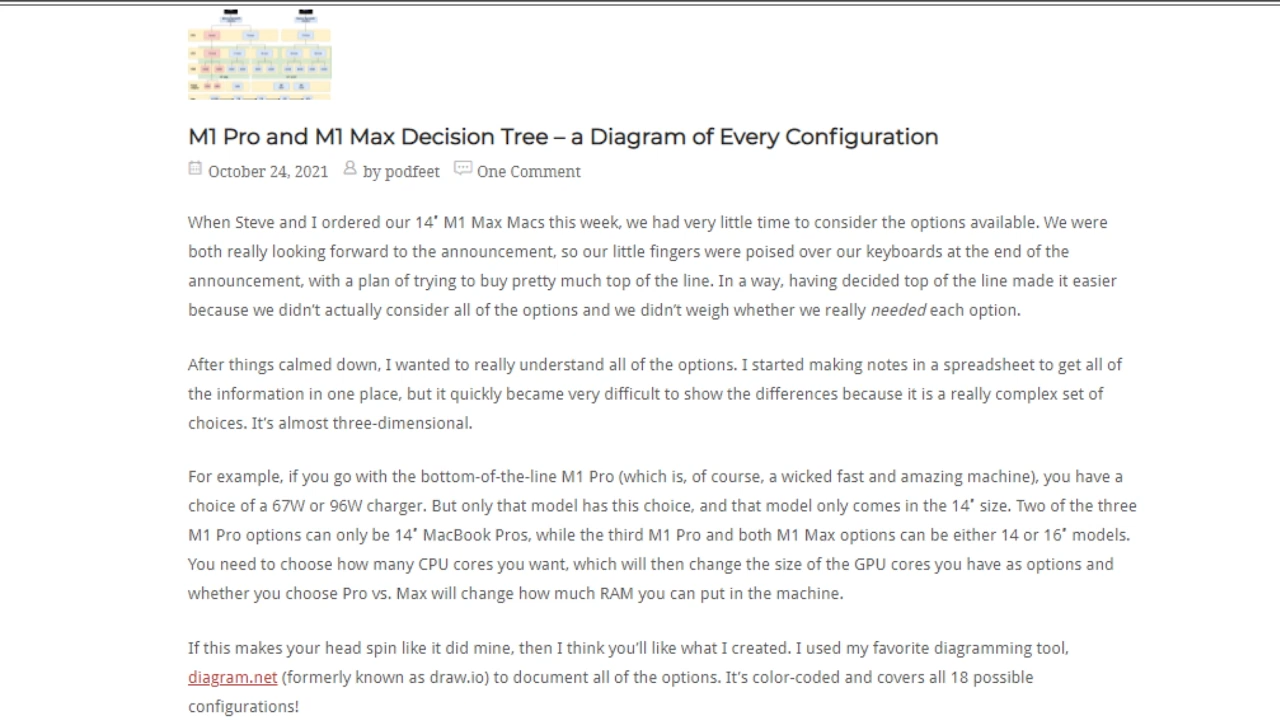 M1 Pro and M1 Max Decision Tree – a Diagram of Every Configuration
October 24, 2021 by podfeet One Comment
When Steve and I ordered our 14″ M1 Max Macs this week, we had very little time to consider the options available. We were
both really looking forward to the announcement, so our little fingers were poised over our keyboards at the end of the
announcement, with a plan of trying to buy pretty much top of the line. In a way, having decided top of the line made it easier
because we didn’t actually consider all of the options and we didn’t weigh whether we really needed each option.
After things calmed down, I wanted to really understand all of the options. I started making notes in a spreadsheet to get all of
the information in one place, but it quickly became very difficult to show the differences because it is a really complex set of
choices. It’s almost three-dimensional.
For example, if you go with the bottom-of-the-line M1 Pro (which is, of course, a wicked fast and amazing machine), you have a
choice of a 67W or 96W charger. But only that model has this choice, and that model only comes in the 14″ size. Two of the three
M1 Pro options can only be 14″ MacBook Pros, while the third M1 Pro and both M1 Max options can be either 14 or 16″ models.
You need to choose how many CPU cores you want, which will then change the size of the GPU cores you have as options and
whether you choose Pro vs. Max will change how much RAM you can put in the machine.
If this makes your head spin like it did mine, then I think you’ll like what I created. I used my favorite diagramming tool,
diagram.net (formerly known as draw.io) to document all of the options. It’s color-coded and covers all 18 possible
configurations!